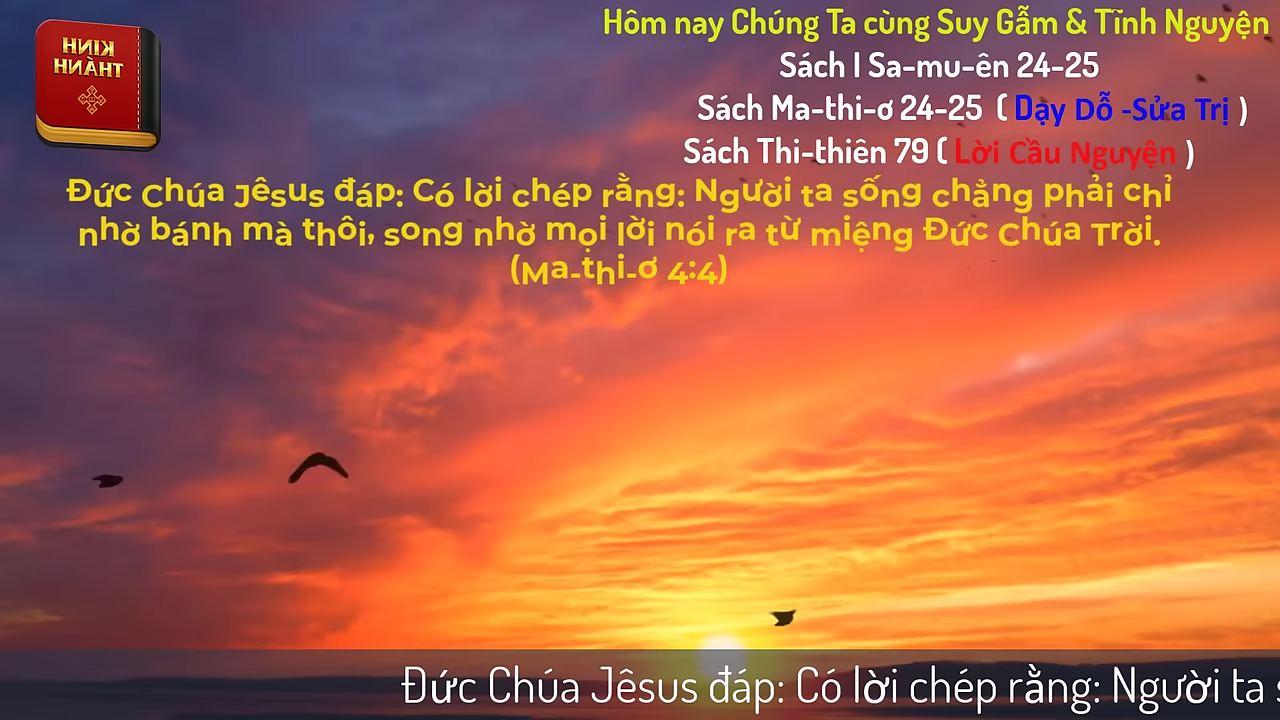 KINH
THÀNH
Hôm nay Chúng Ta cùng Suy Gẫm & Tĩnh Nguyện
Sách I Sa-mu-ên 24-25
Sách Ma-thi-ơ 24-25 ( Dạy Dỗ -Sửa Trị )
Sách Thi-thiên 79 ( Lời Cầu Nguyện )
Đức Chúa Jêsus đáp: Có lời chép rằng: Người ta sống chẳng phải chỉ
nhờ bánh mà thôi, song nhờ mọi lời nói ra từ miệng Đức Chúa Trời.
(Ma-thi-ơ 4:4)
Đức Chúa Jêsus đáp: Có lời chép rằng: Người ta s